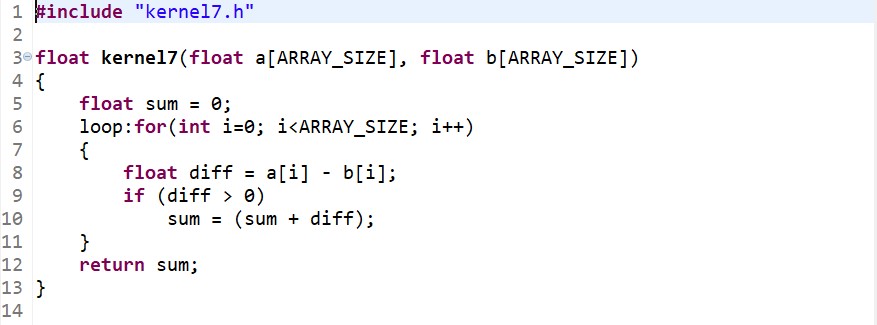 1 #include "kernel7.h"
2
3 float kernel7(float a[ARRAY_SIZE], float b[ARRAY_SIZE])
4 {
5     float sum = 0;
6     loop:for(int i=0; i<ARRAY_SIZE; i++)
7     {
8         float diff = a[i] - b[i];
9         if (diff > 0)
10             sum = (sum + diff);
11     }
12     return sum;
13 }
14